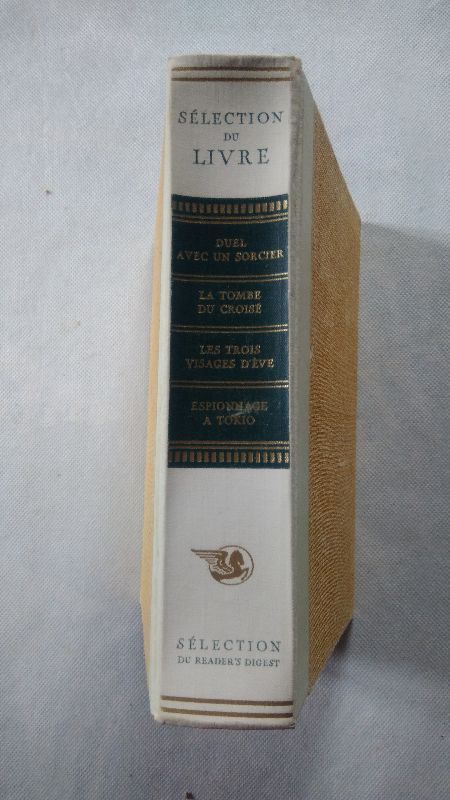 SÉLECTION
DU
LIVRE
DUEL
AVEC UN SORCIER
LA TOMBE
DU CROISÉ
LES TROIS
VISAGES D'ÈVE
ESPIONNAGE
A TOKIO
SÉLECTION
DU READER'S DIGEST